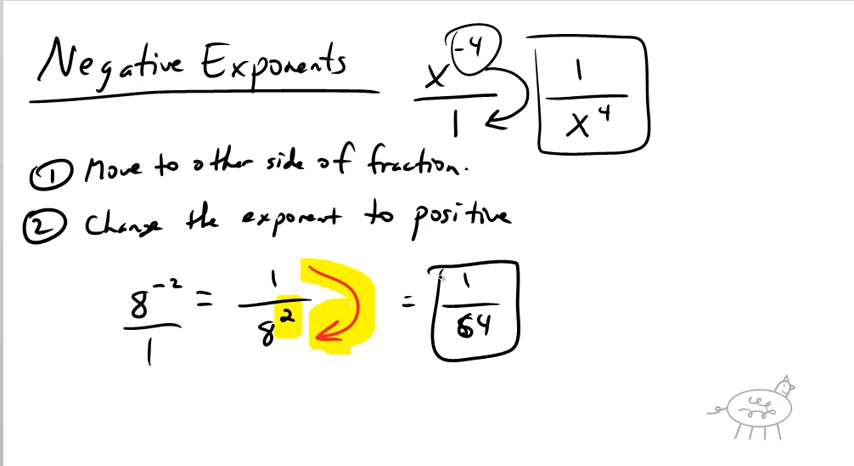 Negative Exponents
x^-4 / 1
1 / x^4
① Move to other side of fraction.
② Change the exponent to positive
8^-2 / 1 = 1 / 8^2 = 1 / 64